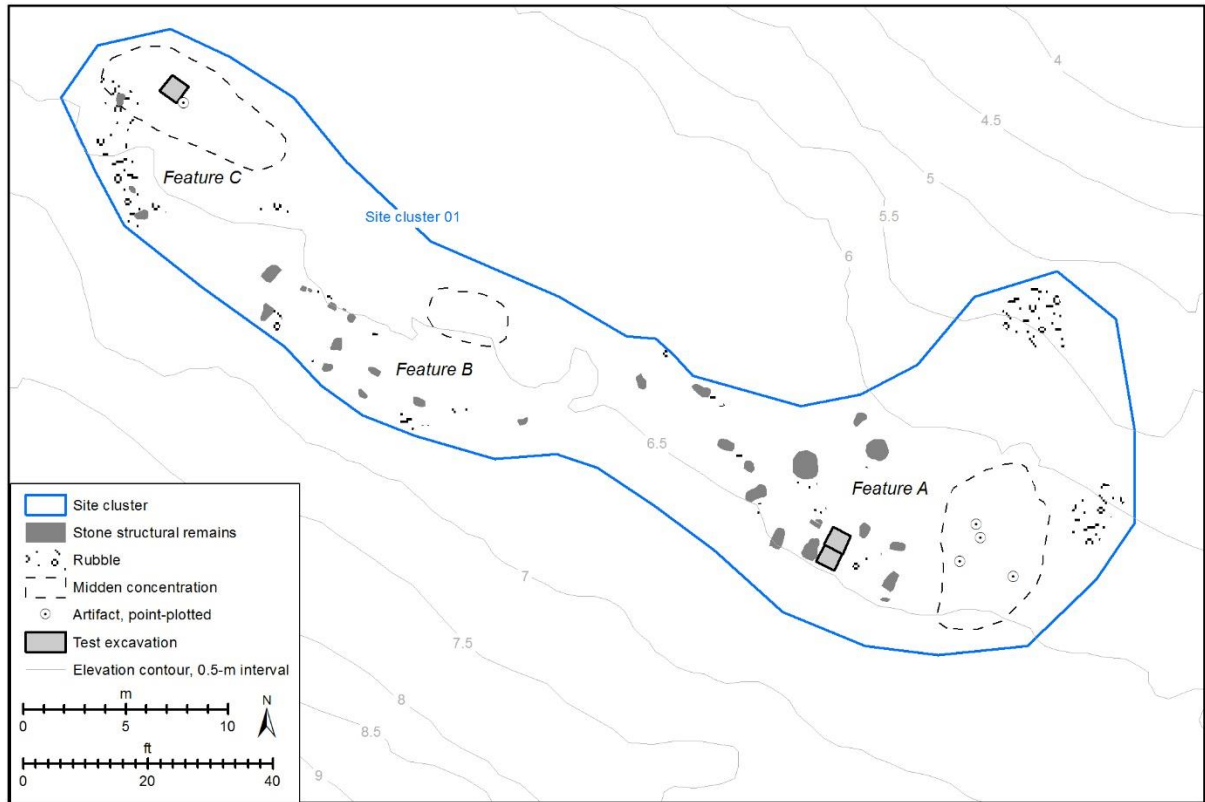 4
4.5
5
5.5
6
Feature C
Site cluster 01
Feature B
6.5
Feature A
7
7.5
8
8.5
9
Site cluster
Stone structural remains
Rubble
Midden concentration
Artifact, point-plotted
Test excavation
Elevation contour, 0.5-m interval
m
0 5 10
N
ft
0 20 40